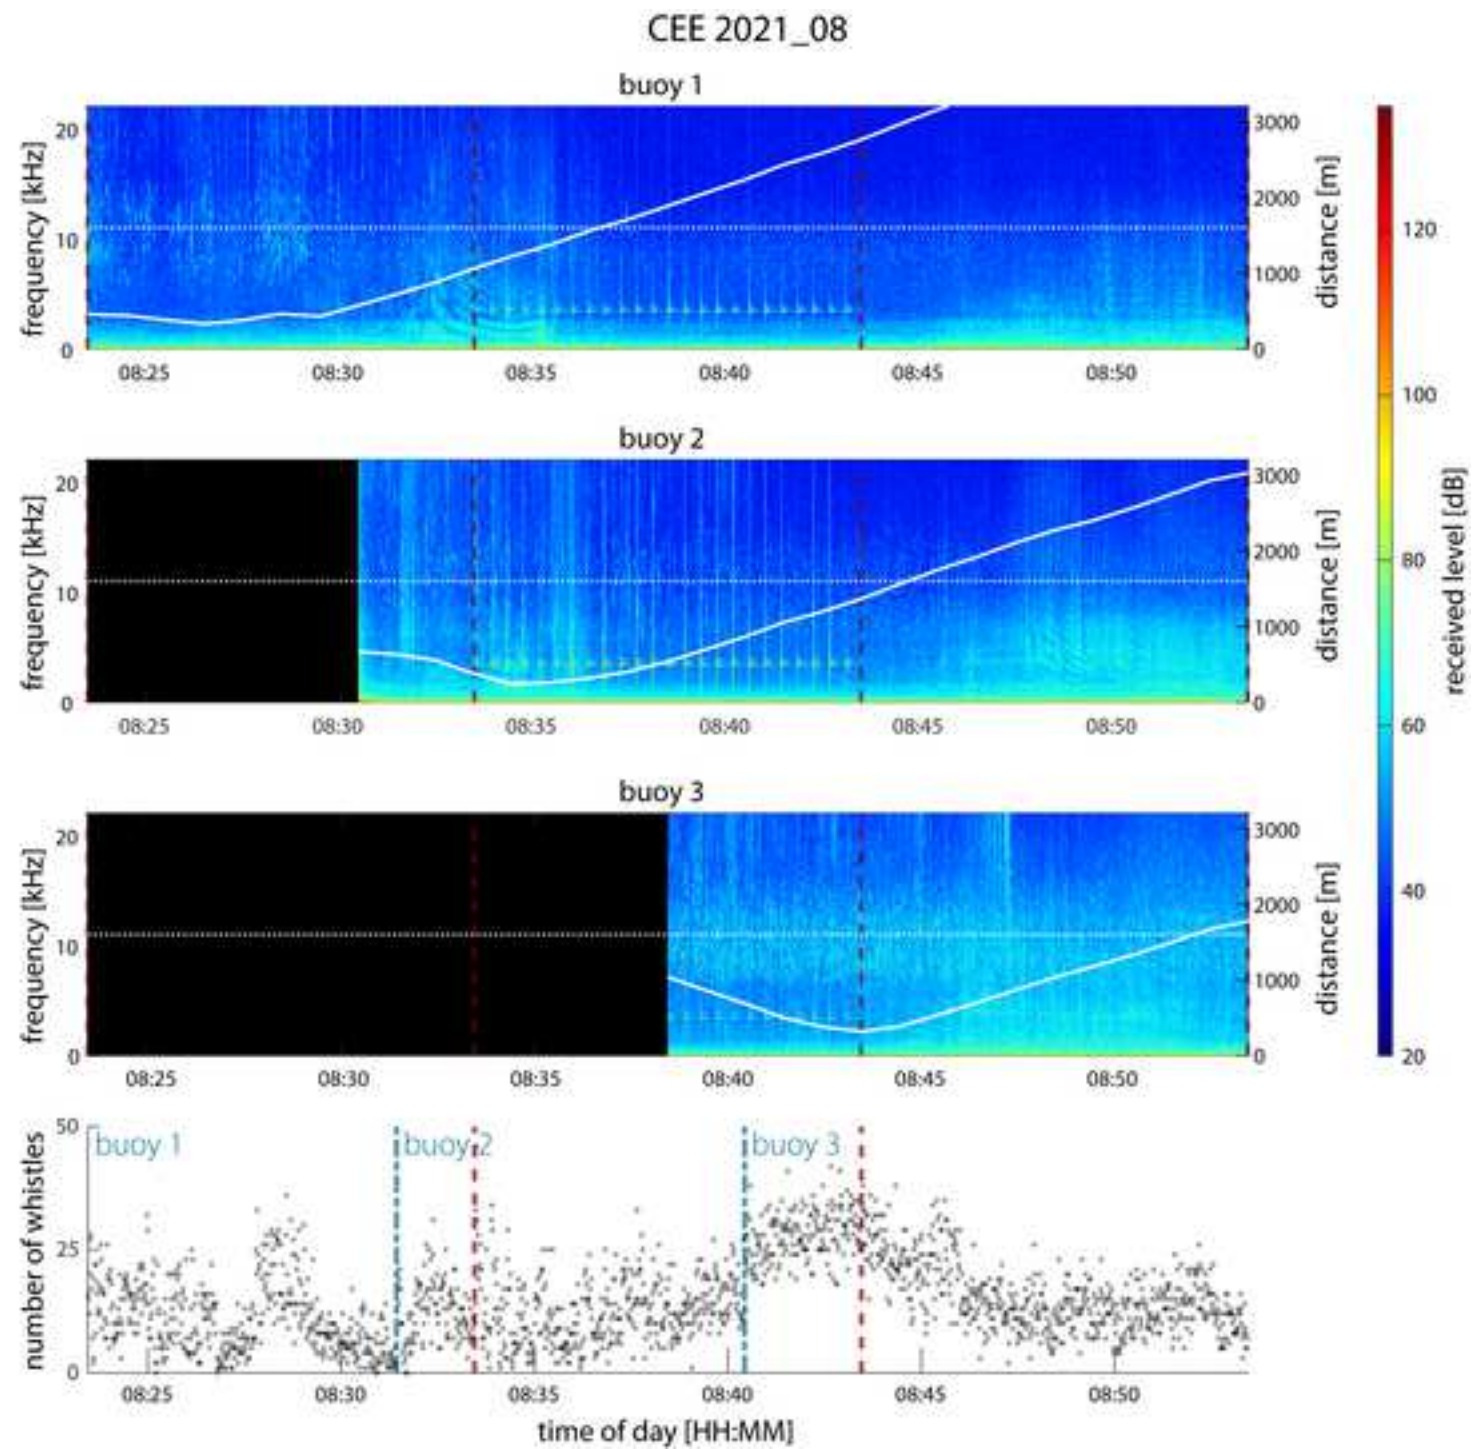 CEE 2021_08
buoy 1
frequency [kHz]
20
10
0
3000
2000
1000
0
distance [m]
08:25 08:30 08:35 08:40 08:45 08:50
buoy 2
frequency [kHz]
20
10
0
3000
2000
1000
0
distance [m]
08:25 08:30 08:35 08:40 08:45 08:50
buoy 3
frequency [kHz]
20
10
0
3000
2000
1000
0
distance [m]
08:25 08:30 08:35 08:40 08:45 08:50
120
100
80
60
40
20
received level [dB]
number of whistles
50
25
0
buoy 1 buoy 2 buoy 3
08:25 08:30 08:35 08:40 08:45 08:50
time of day [HH:MM]